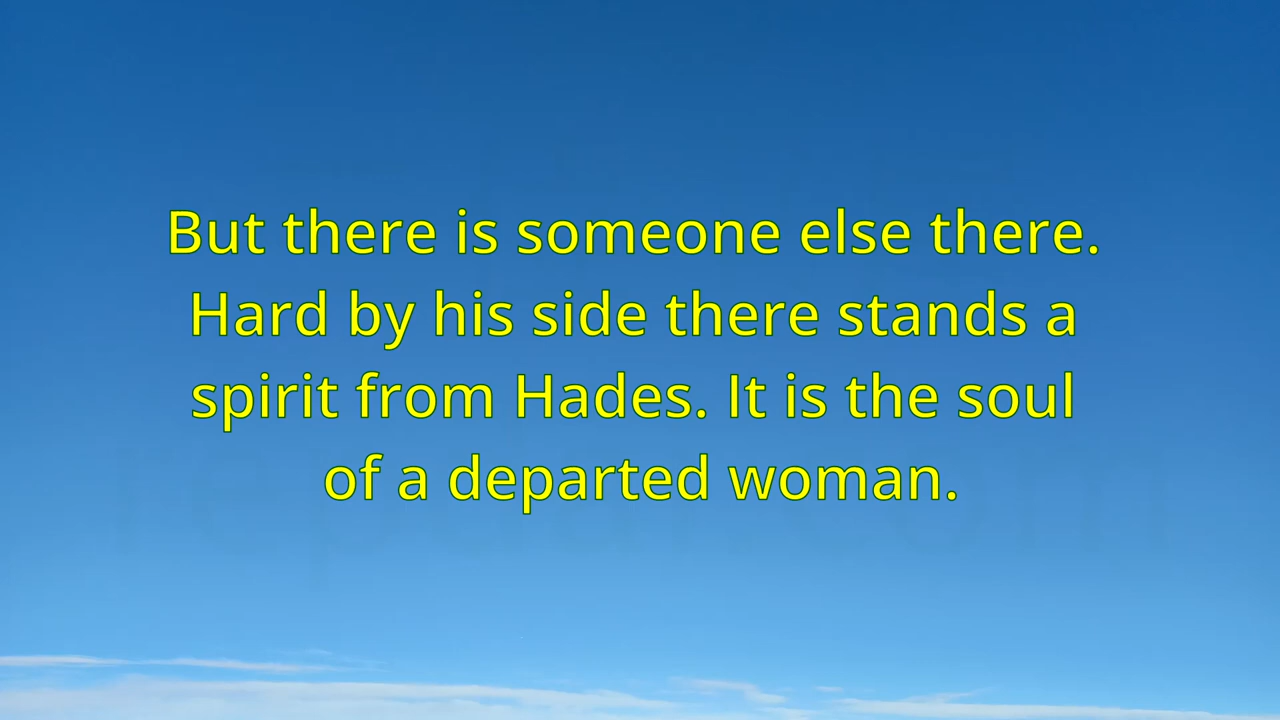 But there is someone else there.
Hard by his side there stands a
spirit from Hades. It is the soul
of a departed woman.